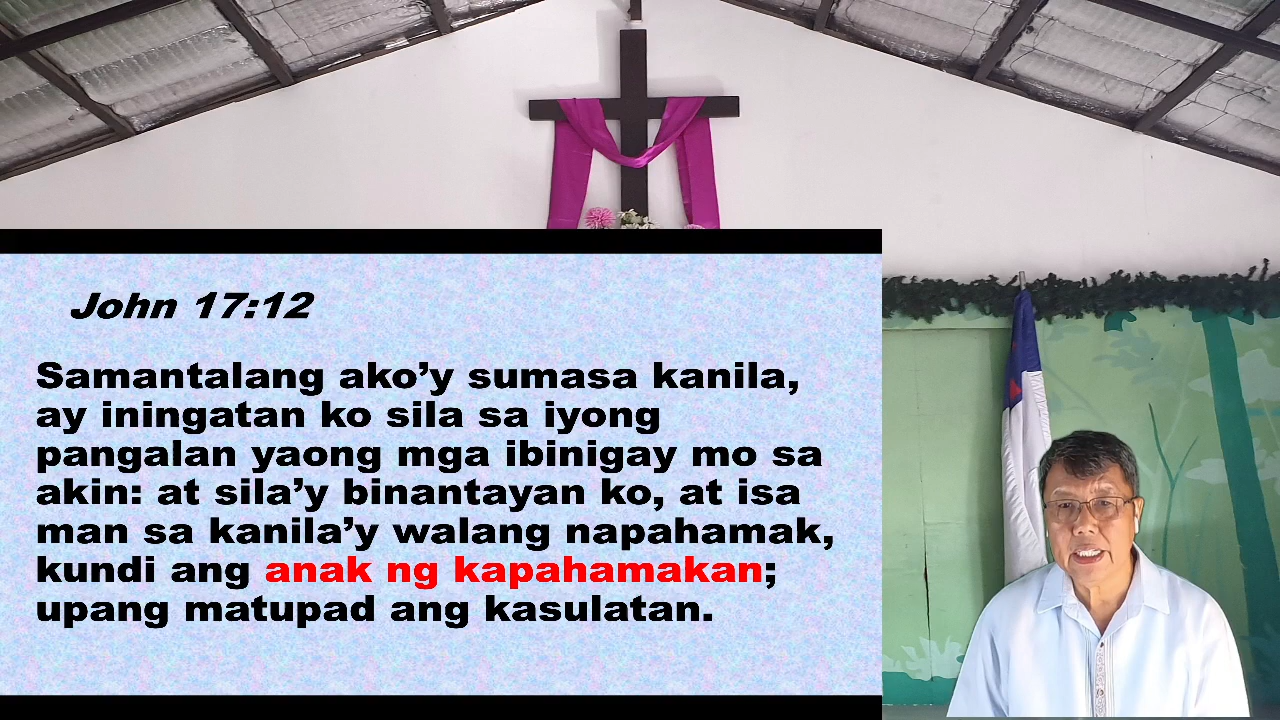 John 17:12
Samantalang ako’y sumasa kanila,
ay iningatan ko sila sa iyong
pangalan yaong mga ibinigay mo sa
akin: at sila’y binantayan ko, at isa
man sa kanila’y walang napahamak,
kundi ang anak ng kapahamakan;
upang matupad ang kasulatan.